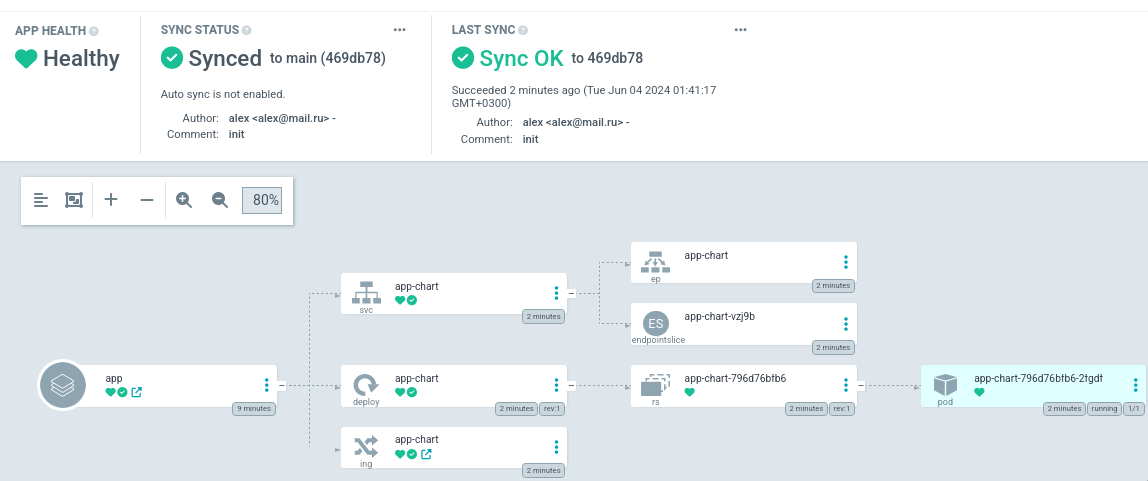 APP HEALTH ?
Healthy
SYNC STATUS ?
Synced to main (469db78)
Auto sync is not enabled.
Author: alex <alex@mail.ru> -
Comment: init
LAST SYNC ?
Sync OK to 469db78
Succeeded 2 minutes ago (Tue Jun 04 2024 01:41:17
GMT+0300)
Author: alex <alex@mail.ru> -
Comment: init
80%
app
9 minutes
svc
app-chart
2 minutes
ep
app-chart
2 minutes
ES
endpointslice
app-chart-vzj9b
2 minutes
deploy
app-chart
2 minutes rev:1
rs
app-chart-796d76bfb6
2 minutes rev:1
pod
app-chart-796d76bfb6-2fgdf
2 minutes running 1/1
ing
app-chart
2 minutes